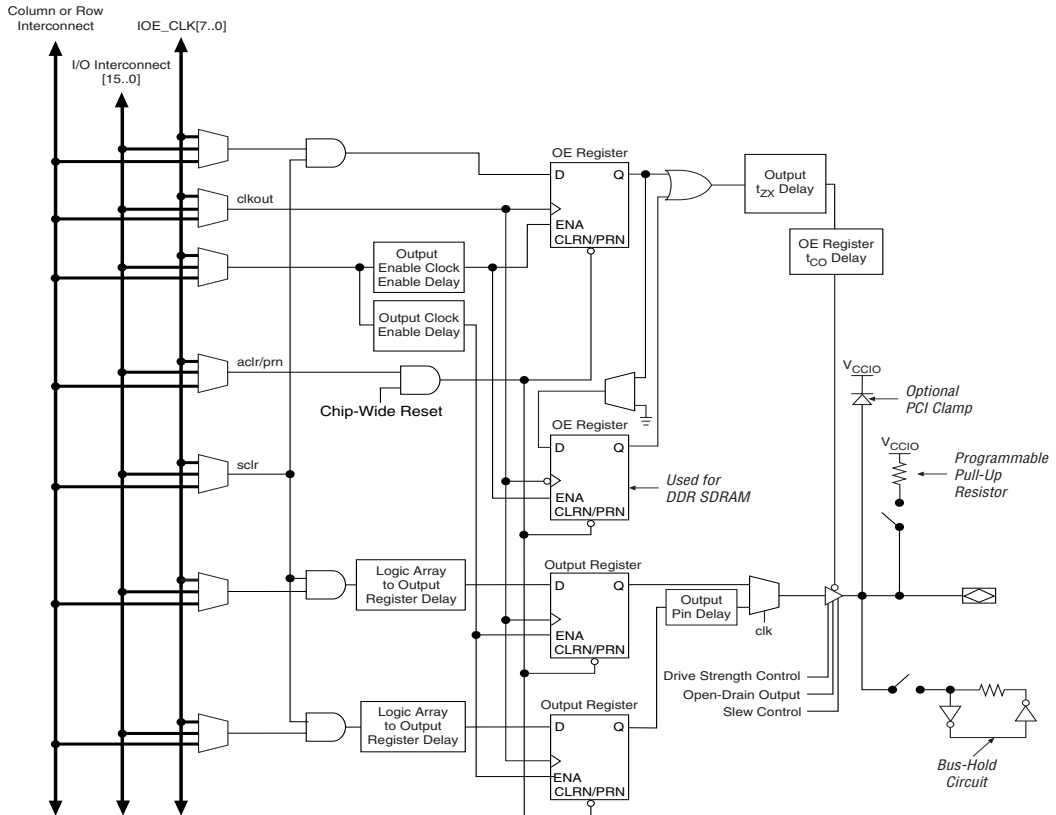 Column or Row
Interconnect
IOE_CLK[7..0]
I/O Interconnect
[15..0]
OE Register
D Q
ENA
CLRN/PRN
Output
tZX Delay
OE Register
tCO Delay
clkout
Output
Enable Clock
Enable Delay
Output Clock
Enable Delay
aclr/prn
Chip-Wide Reset
VCCIO
Optional
PCI Clamp
OE Register
D Q
ENA
CLRN/PRN
Used for
DDR SDRAM
VCCIO
Programmable
Pull-Up
Resistor
sclr
Logic Array
to Output
Register Delay
Output Register
D Q
ENA
CLRN/PRN
Output
Pin Delay
clk
Drive Strength Control
Open-Drain Output
Slew Control
Logic Array
to Output
Register Delay
Output Register
D Q
ENA
CLRN/PRN
Bus-Hold
Circuit